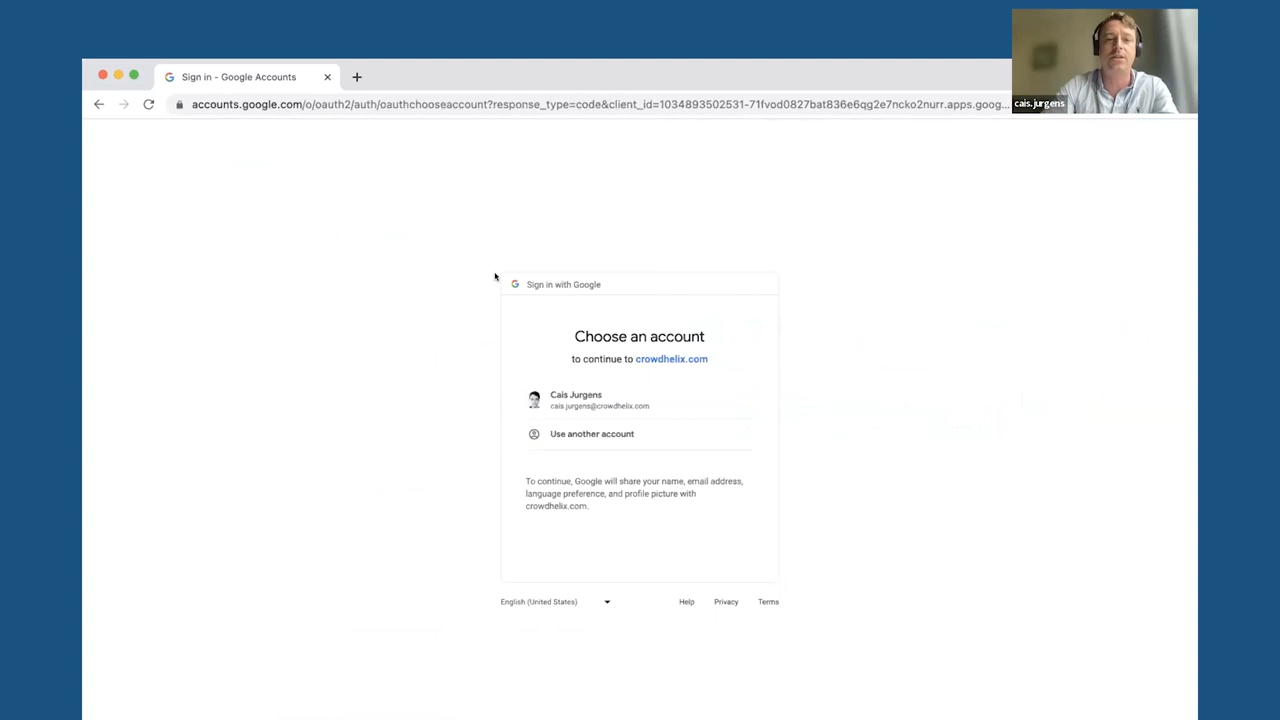 cais.jurgens
Sign in - Google Accounts
accounts.google.com/o/oauth2/auth/oauthchooseaccount?response_type=code&client_id=1034893502531-71fvod0827bat836e6qg2e7ncko2nurr.apps.goog...
Sign in with Google
Choose an account
to continue to crowdhelix.com
Cais Jurgens
cais.jurgens@crowdhelix.com
Use another account
To continue, Google will share your name, email address,
language preference, and profile picture with
crowdhelix.com.
English (United States)
Help Privacy Terms